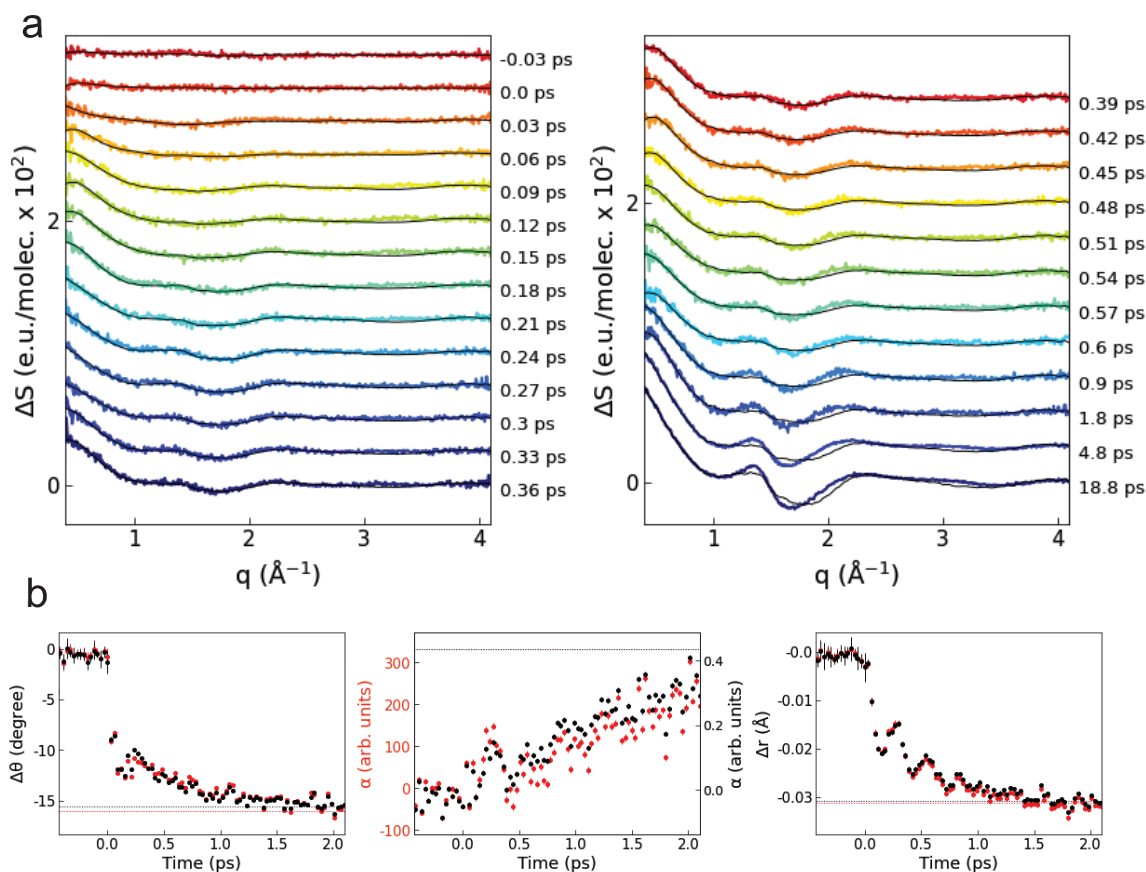 a
ΔS (e.u./molec. x 10²)
2
0
-0.03 ps
0.0 ps
0.03 ps
0.06 ps
0.09 ps
0.12 ps
0.15 ps
0.18 ps
0.21 ps
0.24 ps
0.27 ps
0.3 ps
0.33 ps
0.36 ps
1 2 3 4
q (Å⁻¹)
ΔS (e.u./molec. x 10²)
2
0
0.39 ps
0.42 ps
0.45 ps
0.48 ps
0.51 ps
0.54 ps
0.57 ps
0.6 ps
0.9 ps
1.8 ps
4.8 ps
18.8 ps
1 2 3 4
q (Å⁻¹)
b
Δθ (degree)
0
-5
-10
-15
0.0 0.5 1.0 1.5 2.0
Time (ps)
α (arb. units)
300
200
100
0
-100
0.0 0.5 1.0 1.5 2.0
Time (ps)
0.4
0.2
0.0
α (arb. units)
Δr (Å)
-0.0
-0.01
-0.02
-0.03
0.0 0.5 1.0 1.5 2.0
Time (ps)